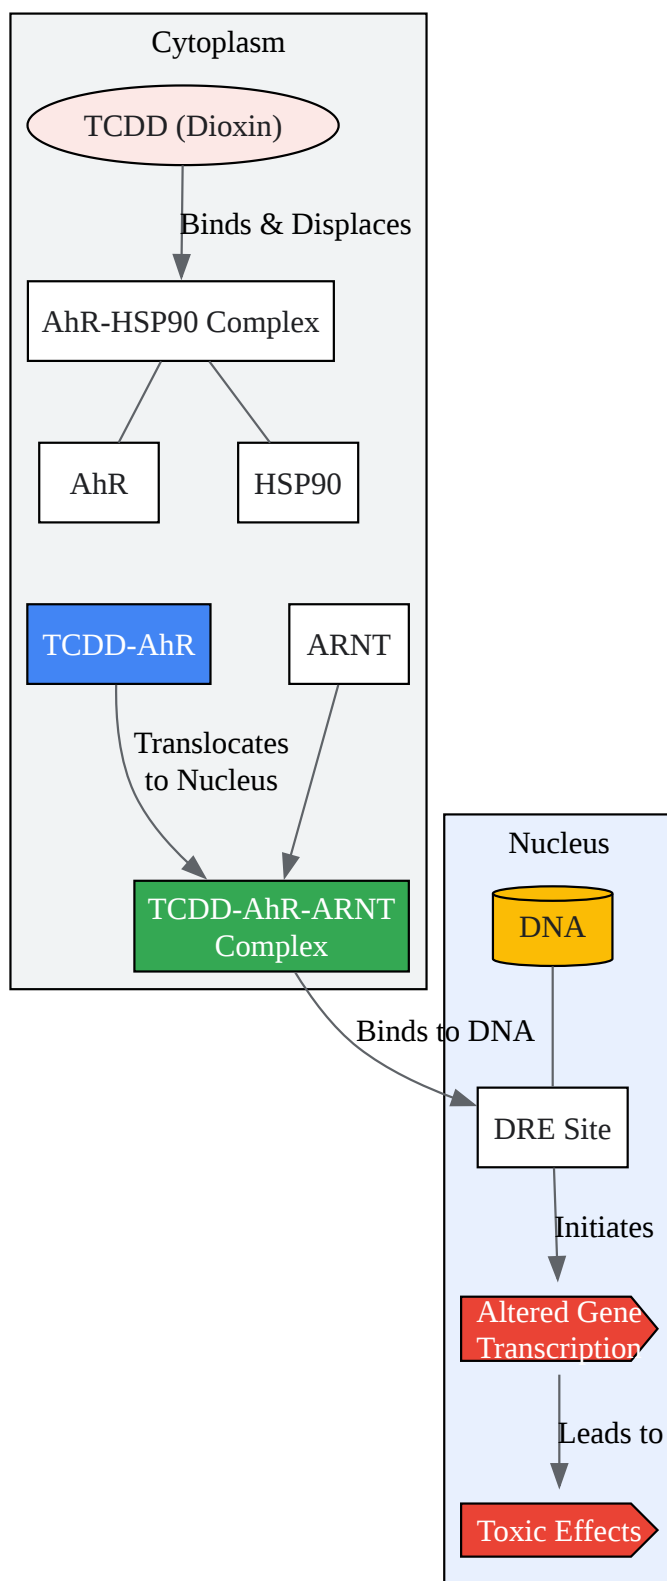 Cytoplasm
TCDD (Dioxin)
Binds & Displaces
AhR-HSP90 Complex
AhR
HSP90
TCDD-AhR
ARNT
Translocates
to Nucleus
TCDD-AhR-ARNT
Complex
Nucleus
DNA
Binds to DNA
DRE Site
Initiates
Altered Gene
Transcription
Leads to
Toxic Effects